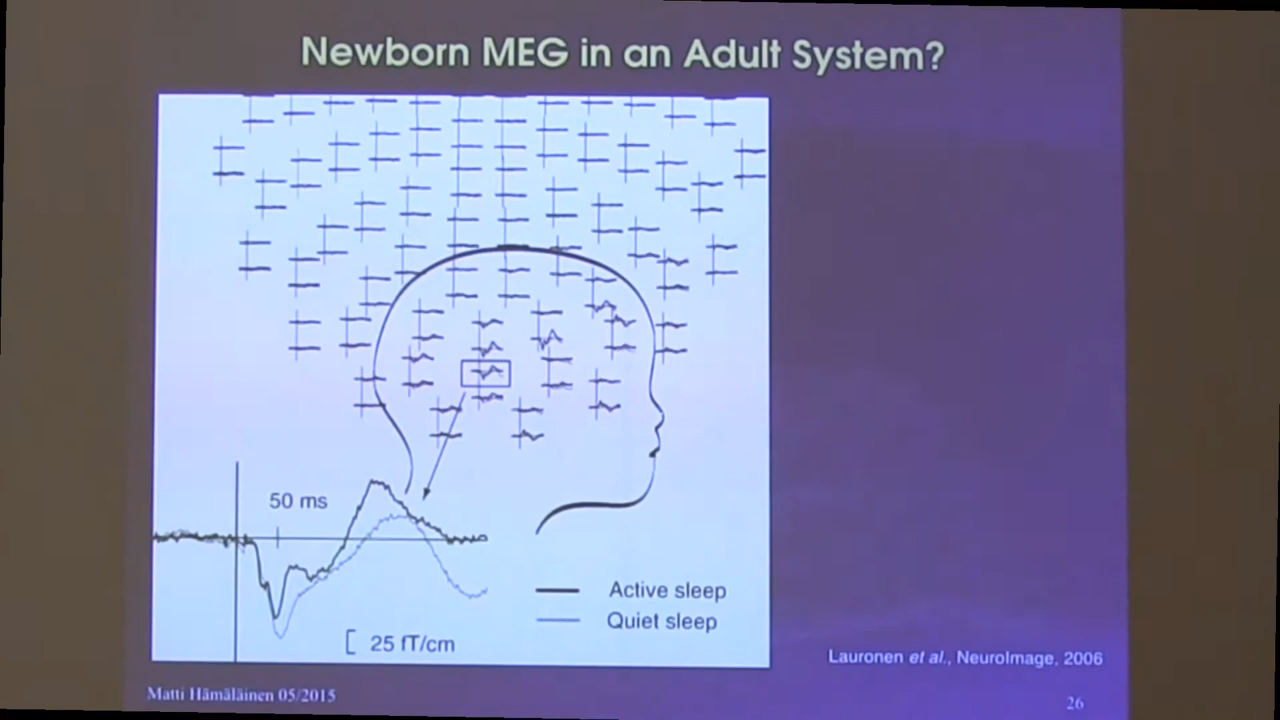 Newborn MEG in an Adult System?
50 ms
Active sleep
Quiet sleep
25 fT/cm
Lauronen et al., NeuroImage, 2006
Matti Hämäläinen 05/2015
26